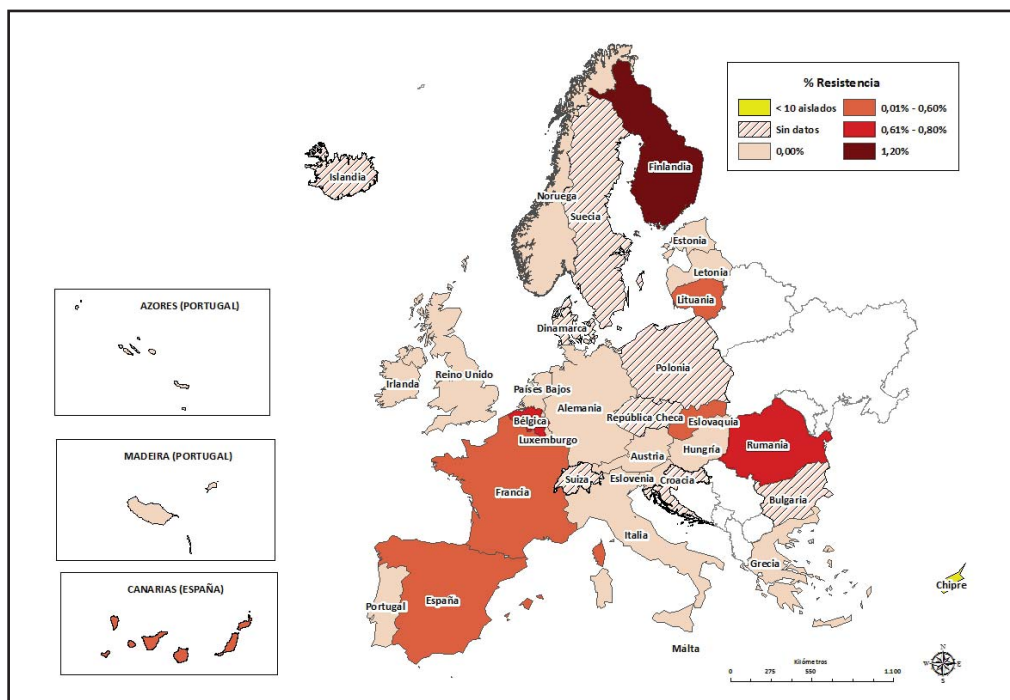 % Resistencia
< 10 aislados
0,01% - 0,60%
Sin datos
0,61% - 0,80%
0,00%
1,20%
Islandia
Finlandia
Noruega
Suecia
Estonia
Letonia
Lituania
Dinamarca
AZORES (PORTUGAL)
Irlanda
Reino Unido
Países Bajos
Polonia
Alemania
Bélgica
República Checa
Eslovaquia
Luxemburgo
Rumanía
Austria
Hungría
MADEIRA (PORTUGAL)
Suiza
Eslovenia
Croacia
Francia
Bulgaria
Italia
Grecia
Chipre
CANARIAS (ESPAÑA)
Portugal
España
Malta
Kilómetros
0 275 550 1.100
N
W E
S